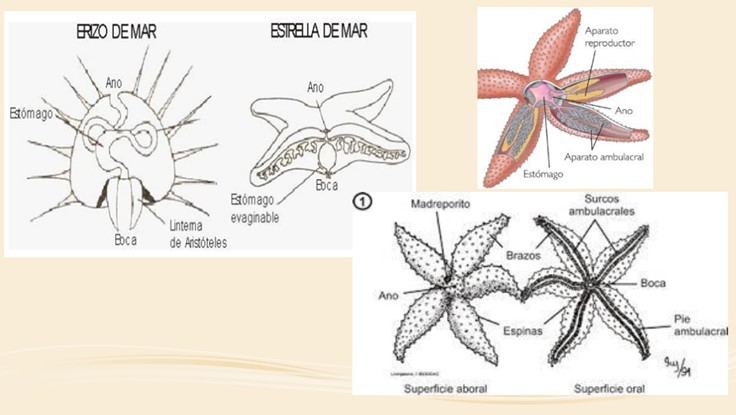 ERIZO DE MAR
Ano
Estómago
Boca
Linterna
de Aristóteles
ESTRELLA DE MAR
Ano
Estómago
evaginable
Boca
Aparato
reproductor
Ano
Aparato ambulacral
Estómago
1
Madreporito
Surcos
ambulacrales
Brazos
Ano
Boca
Espinas
Pie
ambulacral
Superficie aboral
Superficie oral